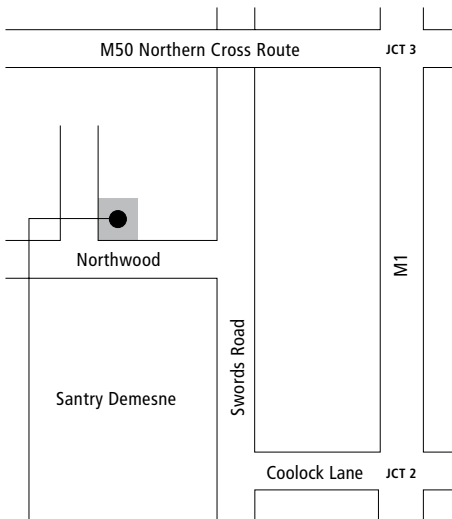 M50 Northern Cross Route
JCT 3
Northwood
M1
Swords Road
Santry Demesne
Coolock Lane
JCT 2